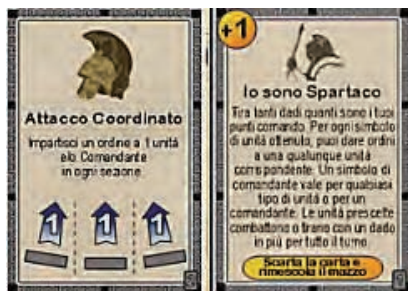 Attacco Coordinato
Impartisci un ordine a 1 unità
e/o Comandante
in ogni sezione.
1 1 1
+1
Io sono Spartaco
Tira tanti dadi quanti sono i tuoi
punti comando. Per ogni simbolo
di unità ottenuto, puoi dare ordini
a una qualunque unità
corrispondente. Un simbolo di
comandante vale per qualsiasi
tipo di unità o per un
comandante. Le unità prescelte
combattono o tirano con un dado
in più per tutto il turno
Scarta la carta e
rimescola il mazzo